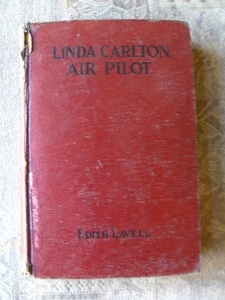 LINDA CARLTON,
AIR PILOT
EDITH LAVELL